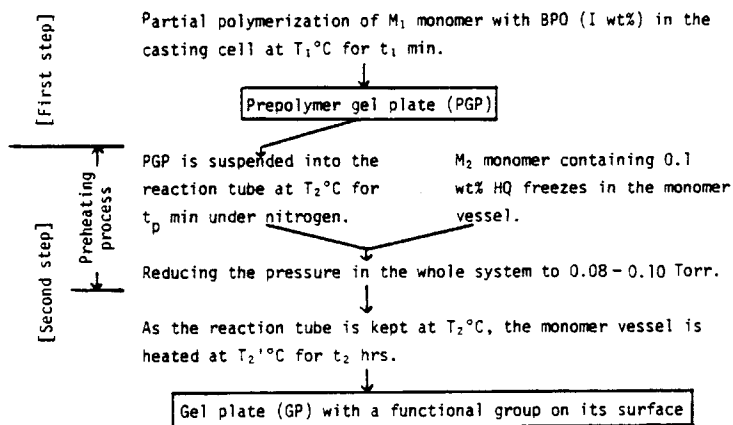 [First step]
Partial polymerization of M₁ monomer with BPO (I wt%) in the
casting cell at T₁°C for t₁ min.
Prepolymer gel plate (PGP)
[Second step]
Preheating
process
PGP is suspended into the
reaction tube at T₂°C for
tₚ min under nitrogen.
M₂ monomer containing 0.1
wt% HQ freezes in the monomer
vessel.
Reducing the pressure in the whole system to 0.08 – 0.10 Torr.
As the reaction tube is kept at T₂°C, the monomer vessel is
heated at T₂'°C for t₂ hrs.
Gel plate (GP) with a functional group on its surface